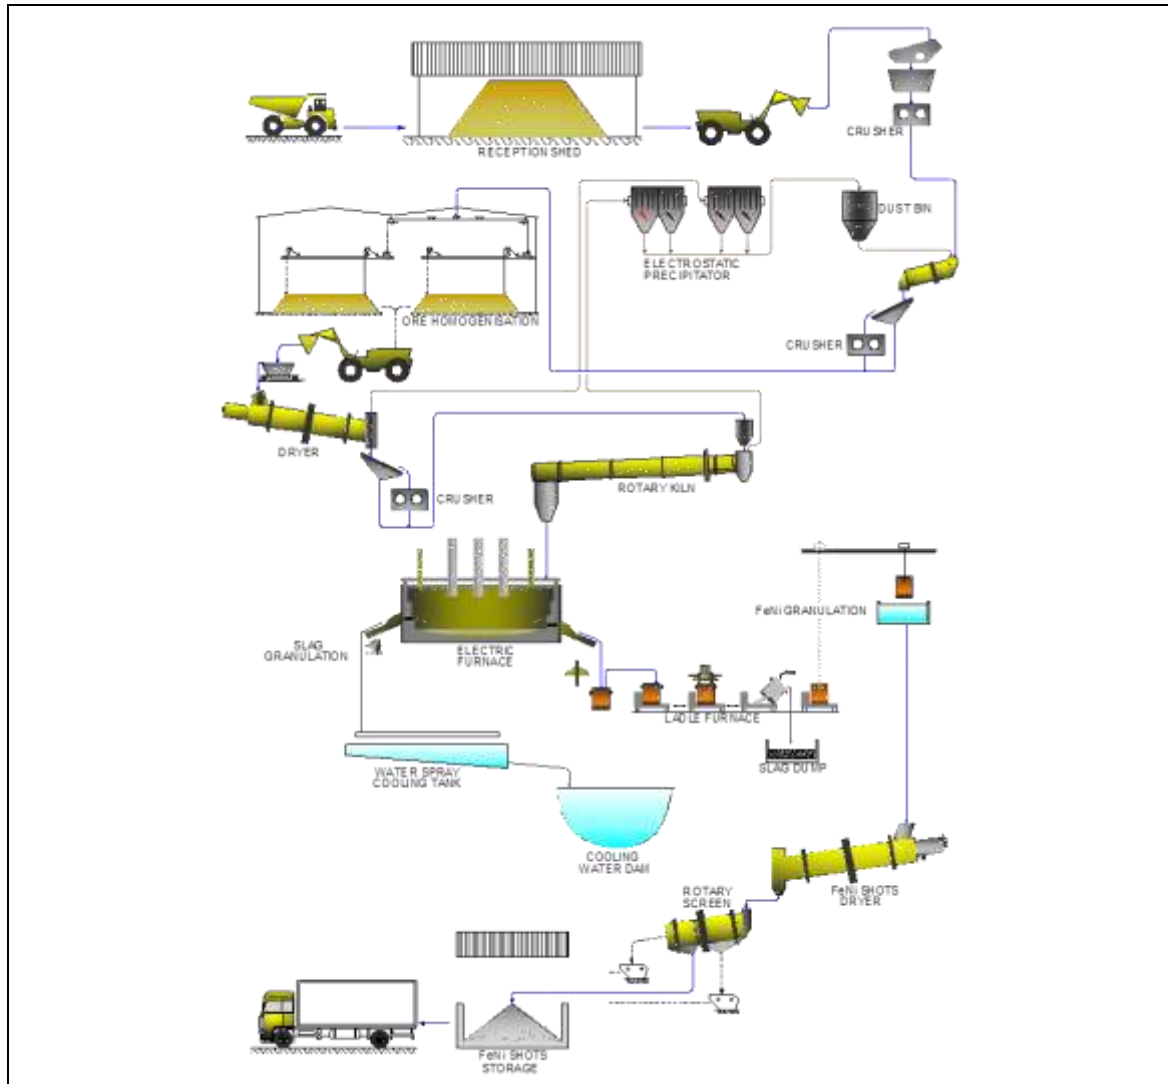 CRUSHER
RECEPTION SHED
DUST BIN
ELECTROSTATIC
PRECIPITATOR
ORE HOMOGENISATION
CRUSHER
DRYER
CRUSHER
ROTARY KILN
FeNi GRANULATION
SLAG
GRANULATION
ELECTRIC
FURNACE
LADLE FURNACE
SLAG DUMP
WATER SPRAY
COOLING TANK
COOLING
WATER DAM
FeNi SHOTS
DRYER
ROTARY
SCREEN
FeNi SHOTS
STORAGE